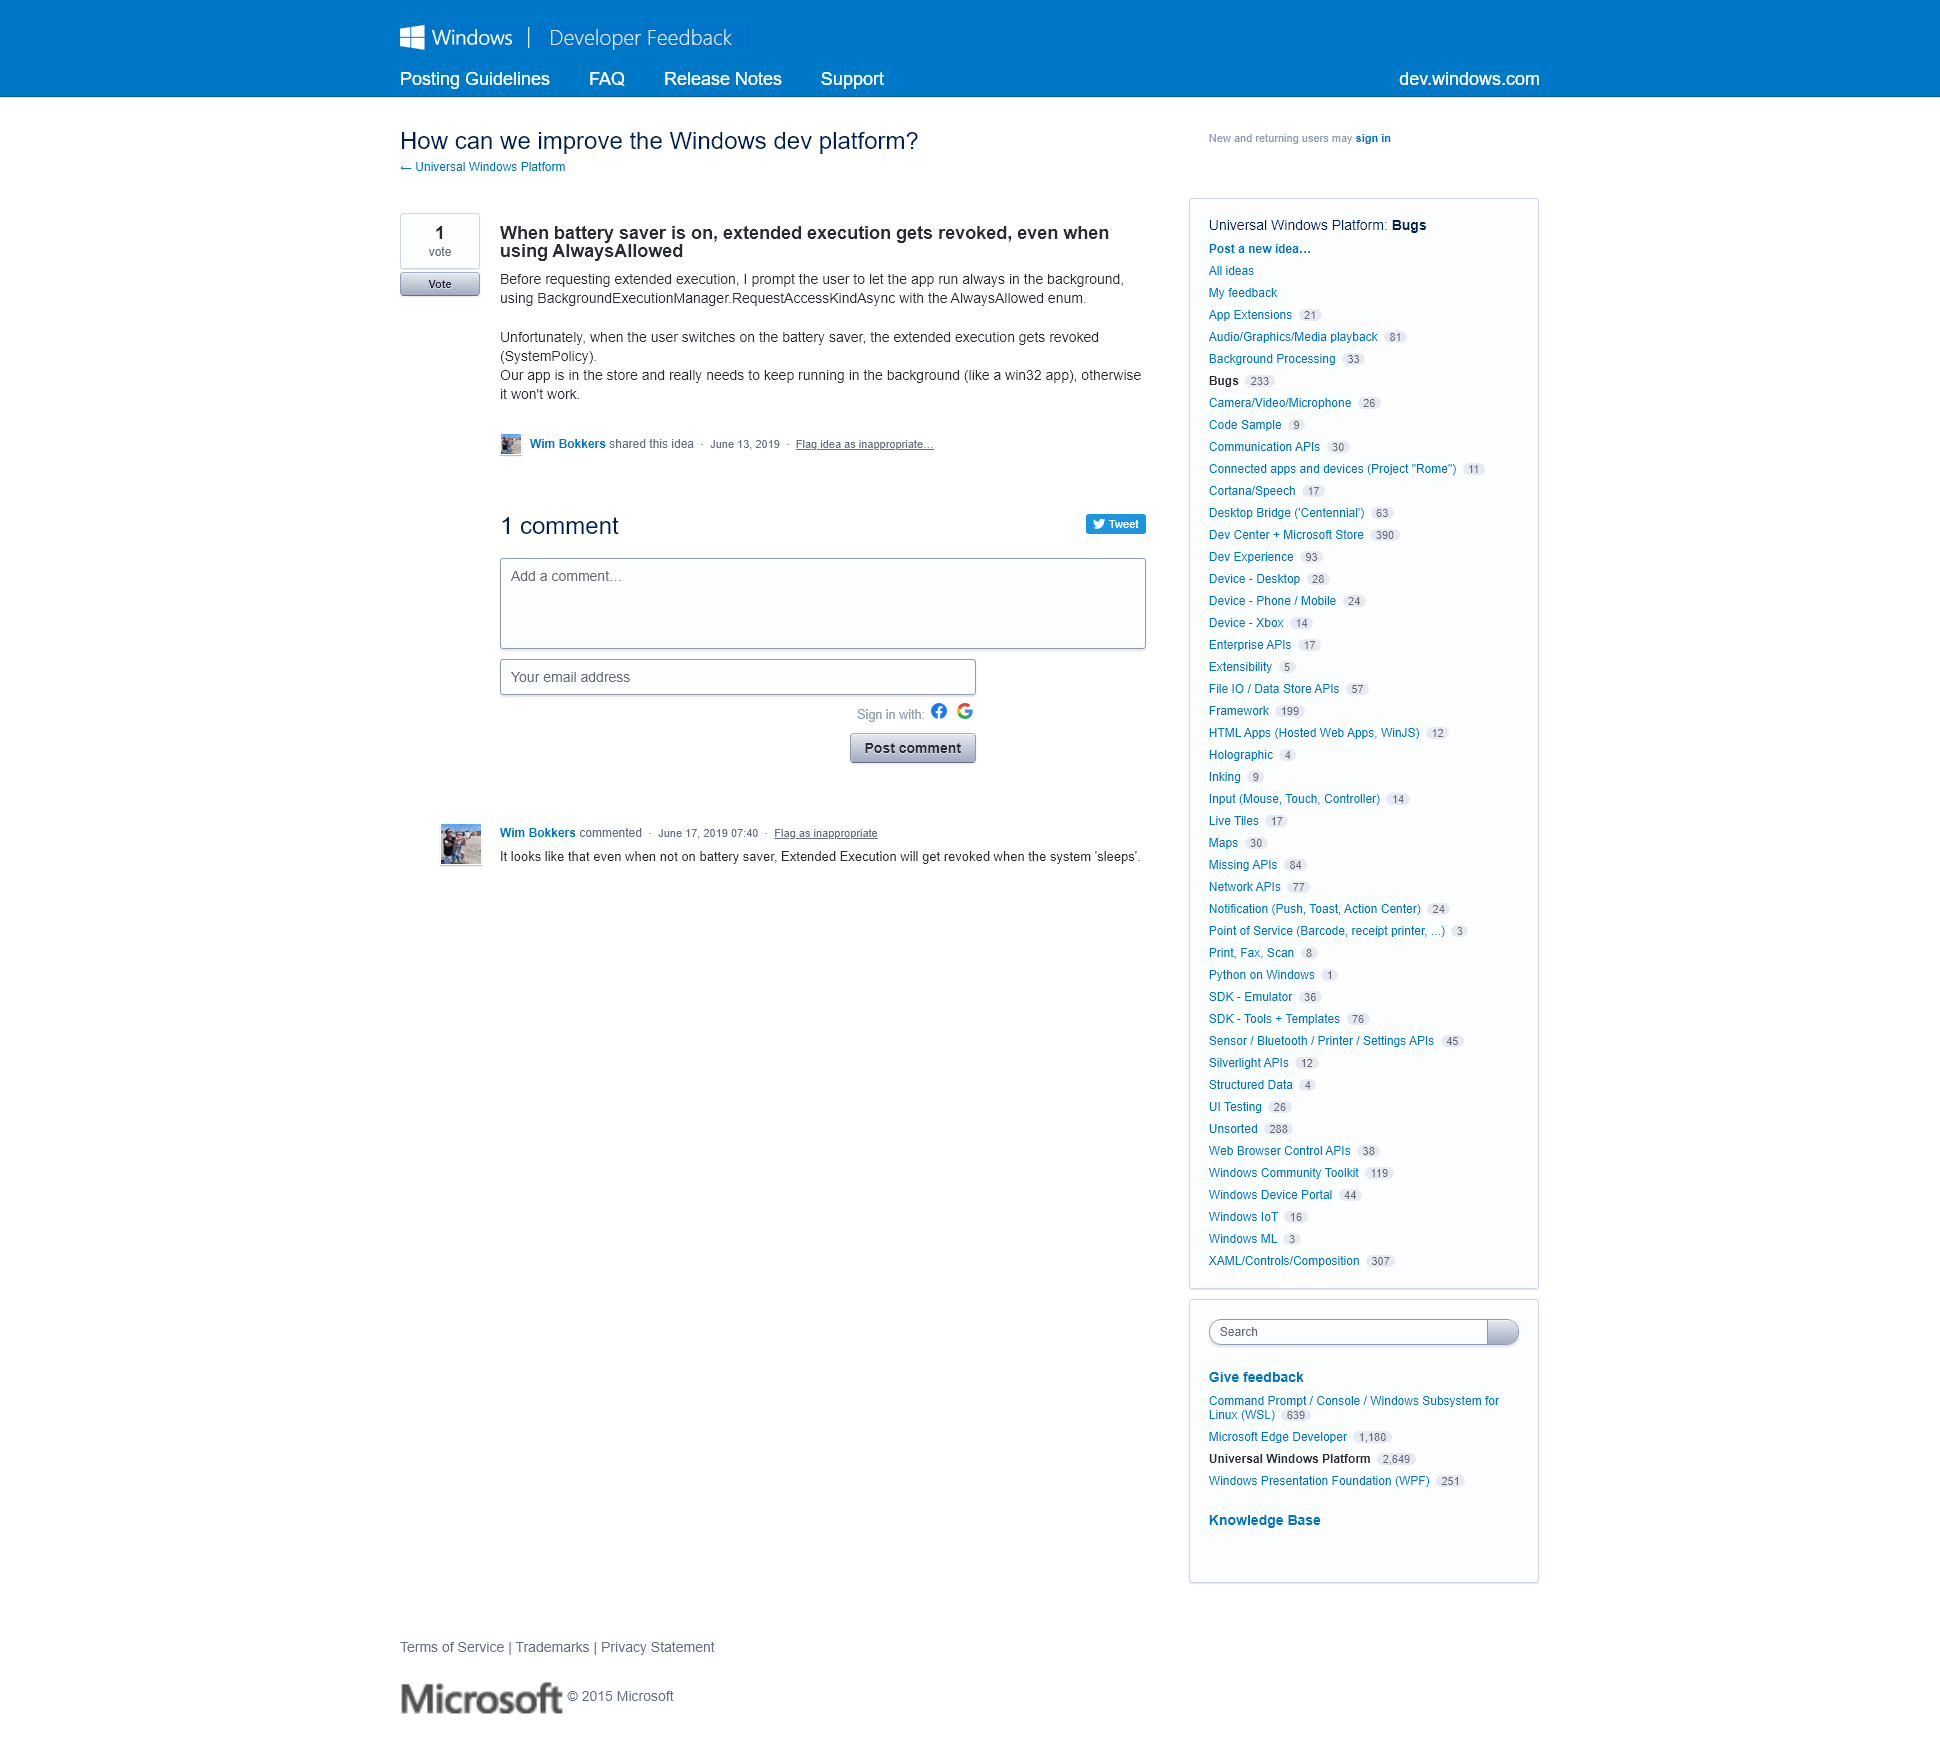 Windows | Developer Feedback
Posting Guidelines FAQ Release Notes Support dev.windows.com
How can we improve the Windows dev platform?
← Universal Windows Platform
New and returning users may sign in
1
vote
Vote
When battery saver is on, extended execution gets revoked, even when
using AlwaysAllowed
Before requesting extended execution, I prompt the user to let the app run always in the background,
using BackgroundExecutionManager.RequestAccessKindAsync with the AlwaysAllowed enum.
Unfortunately, when the user switches on the battery saver, the extended execution gets revoked
(SystemPolicy).
Our app is in the store and really needs to keep running in the background (like a win32 app), otherwise
it won't work.
Wim Bokkers shared this idea · June 13, 2019 · Flag idea as inappropriate…
1 comment
Tweet
Add a comment…
Your email address
Sign in with:
Post comment
Wim Bokkers commented · June 17, 2019 07:40 · Flag as inappropriate
It looks like that even when not on battery saver, Extended Execution will get revoked when the system 'sleeps'.
Universal Windows Platform: Bugs
Post a new idea…
All ideas
My feedback
App Extensions 21
Audio/Graphics/Media playback 81
Background Processing 33
Bugs 233
Camera/Video/Microphone 26
Code Sample 9
Communication APIs 30
Connected apps and devices (Project "Rome") 11
Cortana/Speech 17
Desktop Bridge ('Centennial') 63
Dev Center + Microsoft Store 390
Dev Experience 93
Device - Desktop 28
Device - Phone / Mobile 24
Device - Xbox 14
Enterprise APIs 17
Extensibility 5
File IO / Data Store APIs 57
Framework 199
HTML Apps (Hosted Web Apps, WinJS) 12
Holographic 4
Inking 9
Input (Mouse, Touch, Controller) 14
Live Tiles 17
Maps 30
Missing APIs 84
Network APIs 77
Notification (Push, Toast, Action Center) 24
Point of Service (Barcode, receipt printer, ...) 3
Print, Fax, Scan 8
Python on Windows 1
SDK - Emulator 36
SDK - Tools + Templates 76
Sensor / Bluetooth / Printer / Settings APIs 45
Silverlight APIs 12
Structured Data 4
UI Testing 26
Unsorted 288
Web Browser Control APIs 38
Windows Community Toolkit 119
Windows Device Portal 44
Windows IoT 16
Windows ML 3
XAML/Controls/Composition 307
Search
Give feedback
Command Prompt / Console / Windows Subsystem for
Linux (WSL) 639
Microsoft Edge Developer 1,180
Universal Windows Platform 2,649
Windows Presentation Foundation (WPF) 251
Knowledge Base
Terms of Service | Trademarks | Privacy Statement
Microsoft © 2015 Microsoft